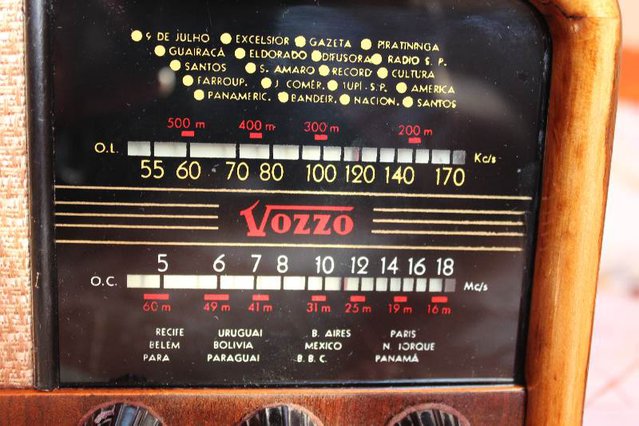 9 DE JULHO EXCELSIOR GAZETA PIRATININGA
GUAIRACÁ ELDORADO DIFUSORA RADIO S. P.
SANTOS S. AMARO RECORD CULTURA
FARROUP. J. COMÉR. TUPI - S.P. AMERICA
PANAMERIC. BANDEIR. NACION. SANTOS
500 m 400 m 300 m 200 m
O.L. Kc/s
55 60 70 80 100 120 140 170
VOZZO
5 6 7 8 10 12 14 16 18
O.C. Mc/s
60 m 49 m 41 m 31 m 25 m 19 m 16 m
RECIFE URUGUAI B. AIRES PARIS
BELEM BOLIVIA MEXICO N. IORQUE
PARA PARAGUAI B. B. C. PANAMÁ